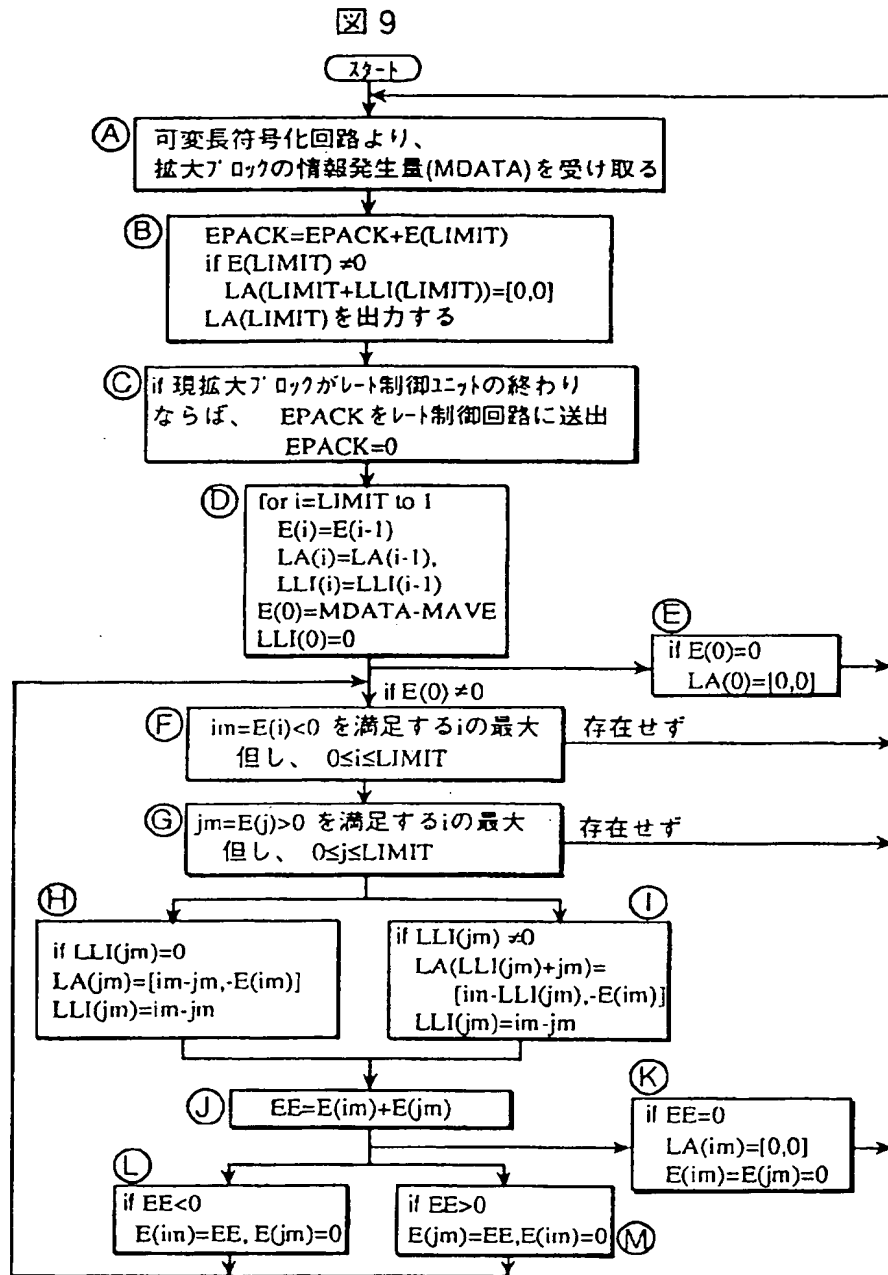 図 9
スタート
Ⓐ
可変長符号化回路より、
拡大ブロックの情報発生量(MDATA)を受け取る
Ⓑ
EPACK=EPACK+E(LIMIT)
if E(LIMIT) ≠0
LA(LIMIT+LLI(LIMIT))=[0,0]
LA(LIMIT)を出力する
Ⓒ
if 現拡大ブロックがレート制御ユニットの終わり
ならば、 EPACKをレート制御回路に送出
EPACK=0
Ⓓ
for i=LIMIT to 1
E(i)=E(i-1)
LA(i)=LA(i-1),
LLI(i)=LLI(i-1)
E(0)=MDATA-MAVE
LLI(0)=0
Ⓔ
if E(0)=0
LA(0)=[0,0]
if E(0) ≠0
Ⓕ
im=E(i)<0 を満足するiの最大
但し、 0≤i≤LIMIT
存在せず
Ⓖ
jm=E(j)>0 を満足するiの最大
但し、 0≤j≤LIMIT
存在せず
Ⓗ
if LLI(jm)=0
LA(jm)=[im-jm,-E(im)]
LLI(jm)=im-jm
Ⓘ
if LLI(jm) ≠0
LA(LLI(jm)+jm)=
[im-LLI(jm),-E(im)]
LLI(jm)=im-jm
Ⓙ
EE=E(im)+E(jm)
Ⓚ
if EE=0
LA(im)=[0,0]
E(im)=E(jm)=0
Ⓛ
if EE<0
E(im)=EE, E(jm)=0
if EE>0
E(jm)=EE,E(im)=0
Ⓜ